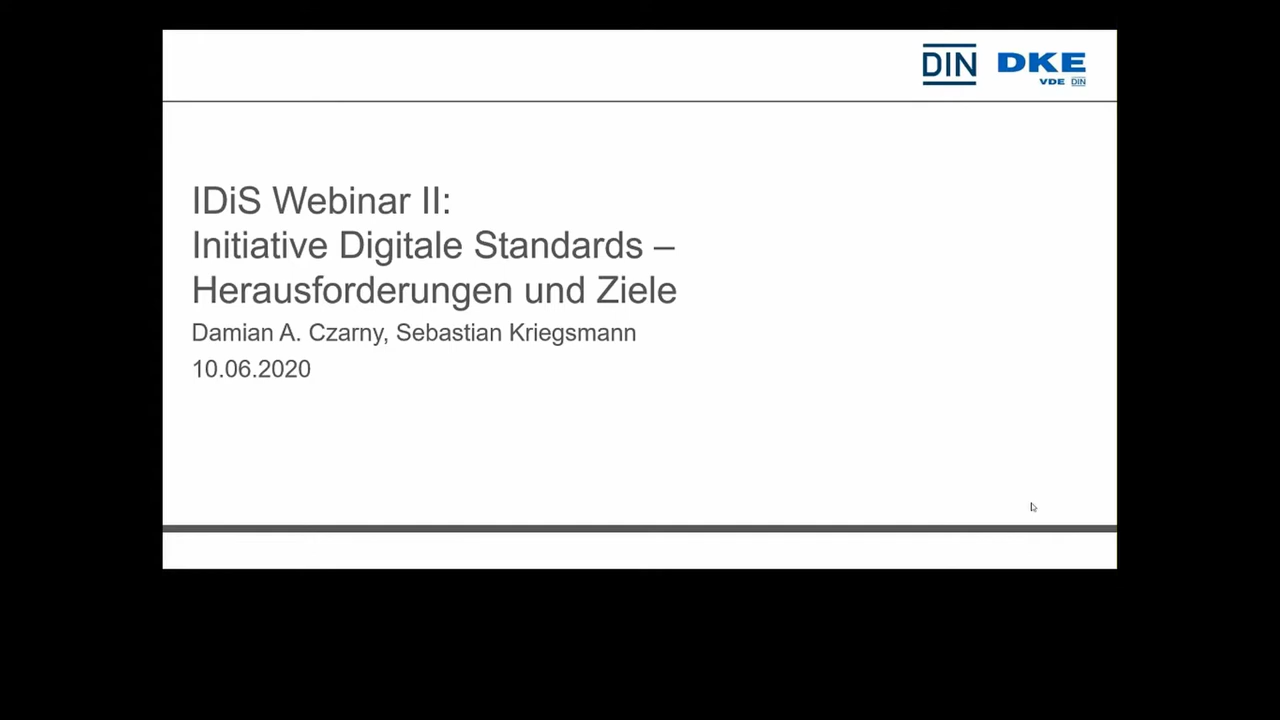 DIN DKE
VDE DIN
IDiS Webinar II:
Initiative Digitale Standards –
Herausforderungen und Ziele
Damian A. Czarny, Sebastian Kriegsmann
10.06.2020